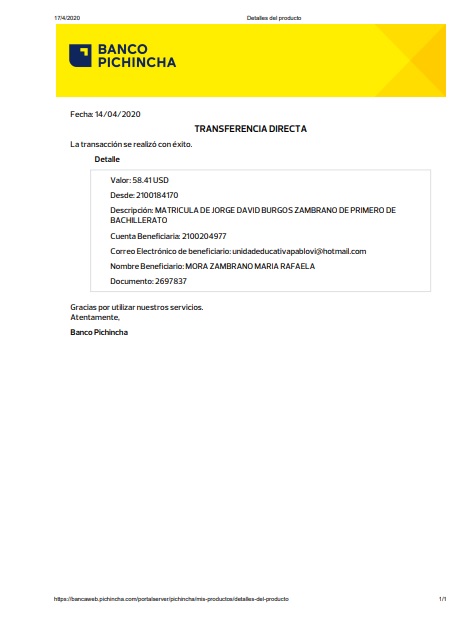 17/4/2020 Detalles del producto
BANCO
PICHINCHA
Fecha: 14/04/2020
TRANSFERENCIA DIRECTA
La transacción se realizó con éxito.
Detalle
Valor: 58.41 USD
Desde: 2100184170
Descripción: MATRICULA DE JORGE DAVID BURGOS ZAMBRANO DE PRIMERO DE
BACHILLERATO
Cuenta Beneficiaria: 2100204977
Correo Electrónico de beneficiario: unidadeducativapablovi@hotmail.com
Nombre Beneficiario: MORA ZAMBRANO MARIA RAFAELA
Documento: 2697837
Gracias por utilizar nuestros servicios.
Atentamente,
Banco Pichincha
https://bancaweb.pichincha.com/portalserver/pichincha/mis-productos/detalles-del-producto 1/1